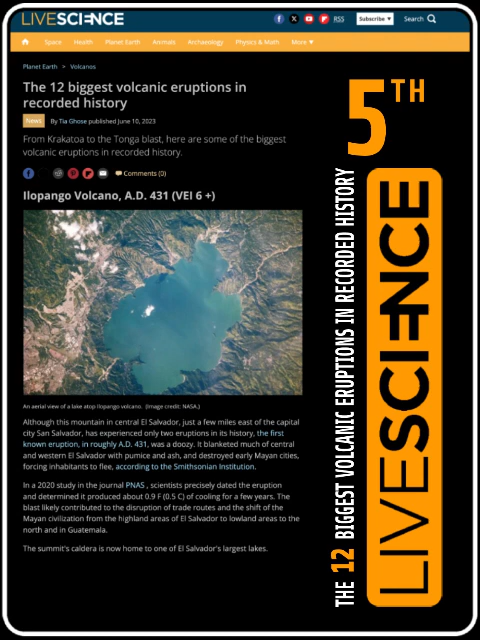 LIVESCIENCE
RSS
Subscribe ▼
Search
Space Health Planet Earth Animals Archaeology Physics & Math More ▼
Planet Earth > Volcanos
The 12 biggest volcanic eruptions in
recorded history
News By Tia Ghose published June 10, 2023
From Krakatoa to the Tonga blast, here are some of the biggest
volcanic eruptions in recorded history.
Comments (0)
Ilopango Volcano, A.D. 431 (VEI 6 +)
An aerial view of a lake atop Ilopango volcano. (Image credit: NASA.)
Although this mountain in central El Salvador, just a few miles east of the capital
city San Salvador, has experienced only two eruptions in its history, the first
known eruption, in roughly A.D. 431, was a doozy. It blanketed much of central
and western El Salvador with pumice and ash, and destroyed early Mayan cities,
forcing inhabitants to flee, according to the Smithsonian Institution.
In a 2020 study in the journal PNAS , scientists precisely dated the eruption
and determined it produced about 0.9 F (0.5 C) of cooling for a few years. The
blast likely contributed to the disruption of trade routes and the shift of the
Mayan civilization from the highland areas of El Salvador to lowland areas to the
north and in Guatemala.
The summit's caldera is now home to one of El Salvador's largest lakes.
5TH
THE 12 BIGGEST VOLCANIC ERUPTIONS IN RECORDED HISTORY
LIVESCIENCE